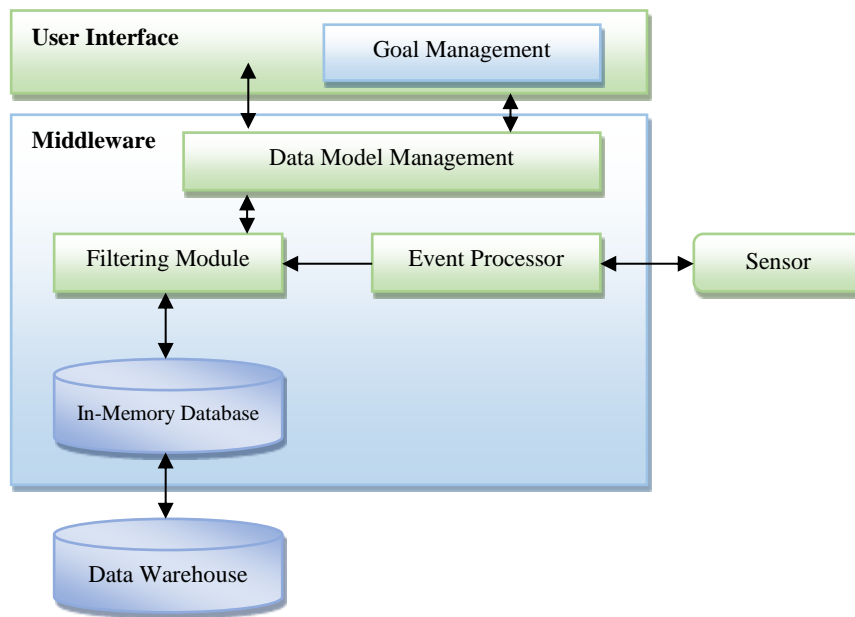 User Interface
Goal Management
Middleware
Data Model Management
Filtering Module
Event Processor
Sensor
In-Memory Database
Data Warehouse